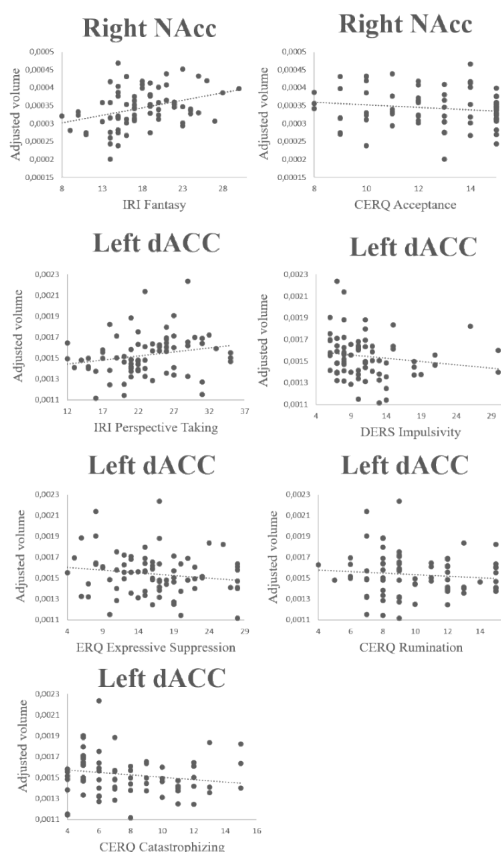 Right NAcc
Right NAcc
Adjusted volume
0,0005
0,00045
0,0004
0,00035
0,0003
0,00025
0,0002
0,00015
8 13 18 23 28
IRI Fantasy
Adjusted volume
0,0005
0,00045
0,0004
0,00035
0,0003
0,00025
0,0002
0,00015
8 10 12 14
CERQ Acceptance
Left dACC
Left dACC
Adjusted volume
0,0023
0,0021
0,0019
0,0017
0,0015
0,0013
0,0011
12 17 22 27 32 37
IRI Perspective Taking
Adjusted volume
0,0023
0,0021
0,0019
0,0017
0,0015
0,0013
0,0011
4 9 14 19 24 29
DERS Impulsivity
Left dACC
Left dACC
Adjusted volume
0,0023
0,0021
0,0019
0,0017
0,0015
0,0013
0,0011
4 9 14 19 24 29
ERQ Expressive Suppression
Adjusted volume
0,0023
0,0021
0,0019
0,0017
0,0015
0,0013
0,0011
4 6 8 10 12 14
CERQ Rumination
Left dACC
Adjusted volume
0,0023
0,0021
0,0019
0,0017
0,0015
0,0013
0,0011
4 6 8 10 12 14 16
CERQ Catastrophizing